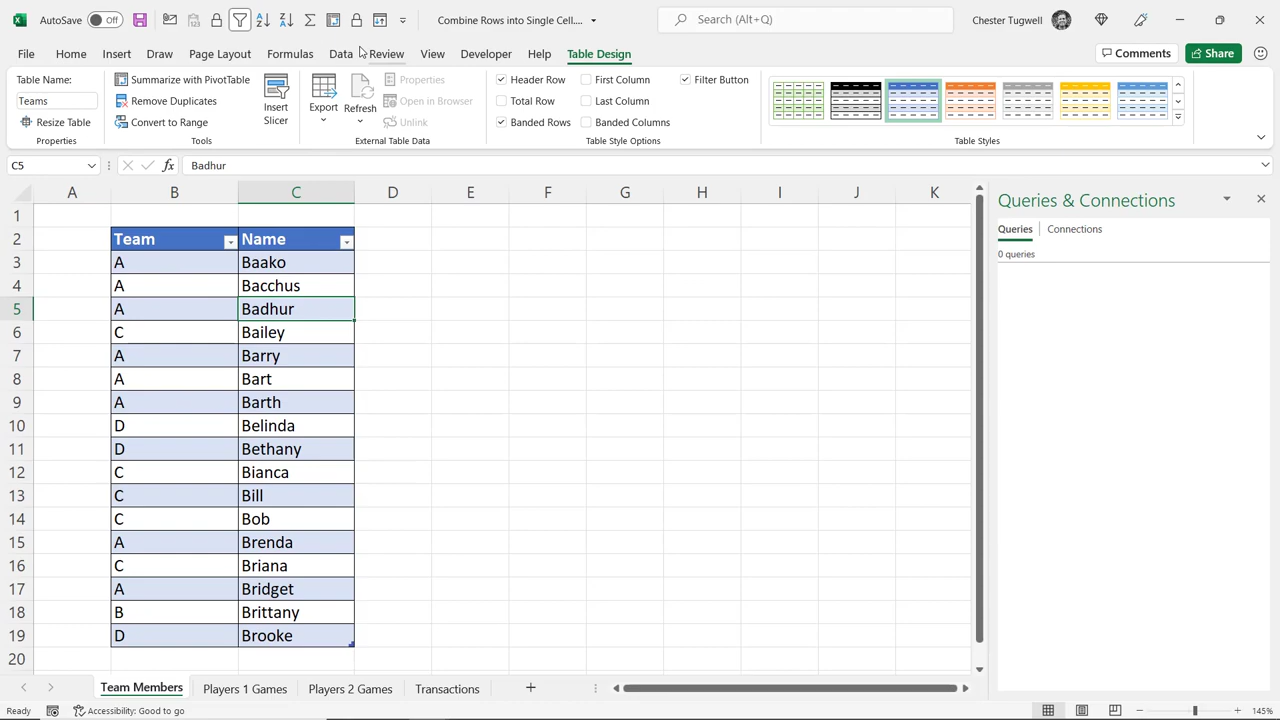 AutoSave Off
Combine Rows into Single Cell....
Search (Alt+Q)
Chester Tugwell
File Home Insert Draw Page Layout Formulas Data Review View Developer Help Table Design
Comments Share
Table Name:
Teams
Resize Table
Properties
Summarize with PivotTable
Remove Duplicates
Convert to Range
Insert
Slicer
Tools
Export Refresh
Properties
Open in Browser
Unlink
External Table Data
Header Row First Column Filter Button
Total Row Last Column
Banded Rows Banded Columns
Table Style Options
Table Styles
C5 fx Badhur
A B C D E F G H I J K
1
2 Team Name
3 A Baako
4 A Bacchus
5 A Badhur
6 C Bailey
7 A Barry
8 A Bart
9 A Barth
10 D Belinda
11 D Bethany
12 C Bianca
13 C Bill
14 C Bob
15 A Brenda
16 C Briana
17 A Bridget
18 B Brittany
19 D Brooke
20
Queries & Connections
Queries Connections
0 queries
Team Members Players 1 Games Players 2 Games Transactions
Ready Accessibility: Good to go 145%